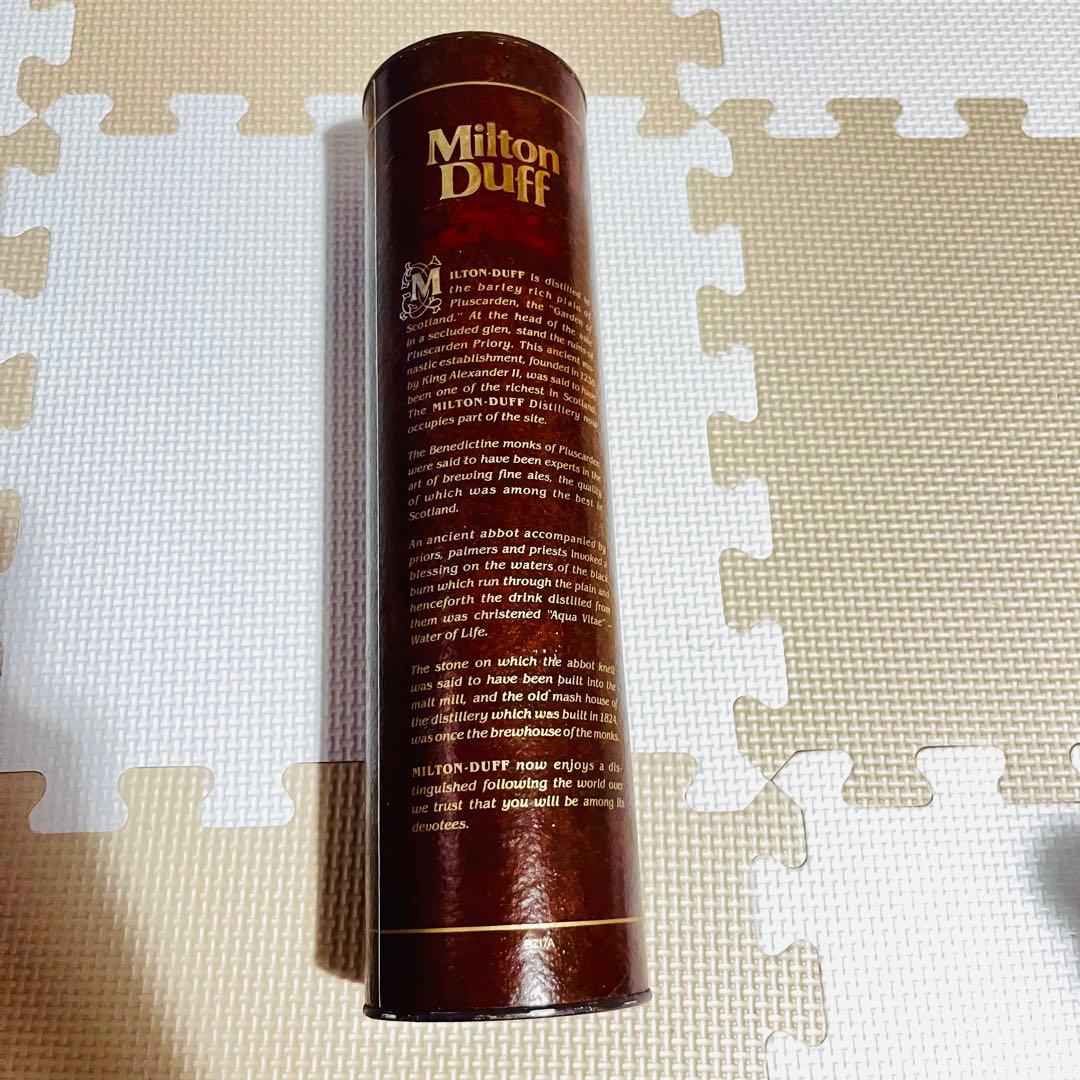 Milton
Duff
MILTON-DUFF is distilled in
the barley rich plain of
Pluscarden, the "Garden of
Scotland." At the head of the vale
in a secluded glen, stand the ruins of
Pluscarden Priory. This ancient mo-
nastic establishment, founded in 1230
by King Alexander II, was said to have
been one of the richest in Scotland.
The MILTON-DUFF Distillery now
occupies part of the site.
The Benedictine monks of Pluscarden
were said to have been experts in the
art of brewing fine ales, the quality
of which was among the best in
Scotland.
An ancient abbot accompanied by
priors, palmers and priests invoked a
blessing on the waters of the black
burn which run through the plain and
henceforth the drink distilled from
them was christened "Aqua Vitae" –
Water of Life.
The stone on which the abbot knelt
was said to have been built into the
malt mill, and the old mash house of
the distillery which was built in 1824,
was once the brewhouse of the monks.
MILTON-DUFF now enjoys a dis-
tinguished following the world over
we trust that you will be among its
devotees.